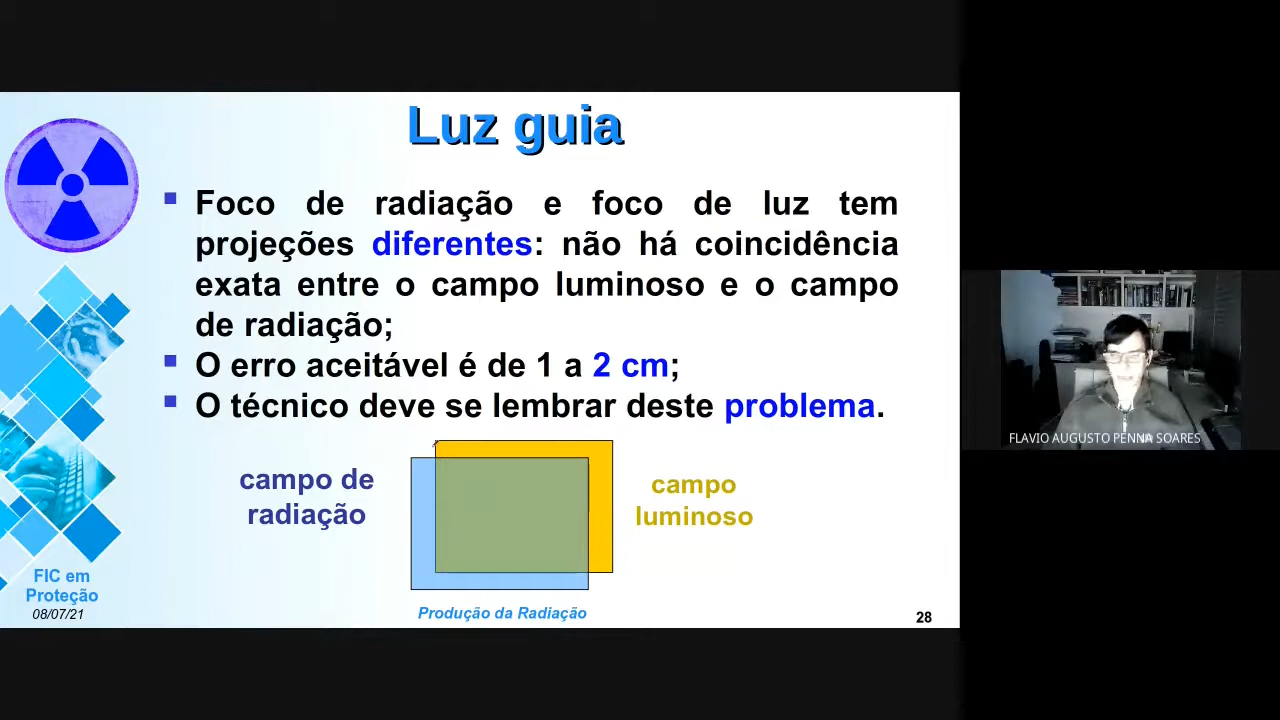 Luz guia
Foco de radiação e foco de luz tem
projeções diferentes: não há coincidência
exata entre o campo luminoso e o campo
de radiação;
O erro aceitável é de 1 a 2 cm;
O técnico deve se lembrar deste problema.
campo de
radiação
campo
luminoso
FIC em
Proteção
08/07/21
Produção da Radiação
28
FLAVIO AUGUSTO PENNA SOARES